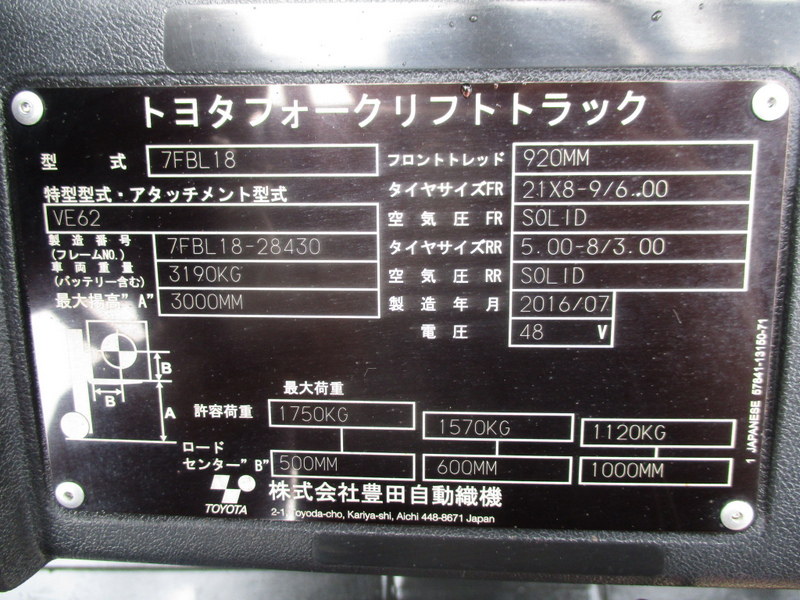 トヨタフォークリフトトラック
型 式 7FBL18
特型型式・アタッチメント型式
VE62
製造番号 7FBL18-28430
(フレームNO.)
車両重量 3190KG
(バッテリー含む)
最大揚高"A" 3000MM
フロントトレッド 920MM
タイヤサイズFR 21X8-9/6.00
空気圧 FR SOLID
タイヤサイズRR 5.00-8/3.00
空気圧 RR SOLID
製造年月 2016/07
電圧 48 V
B
B
A
最大荷重
許容荷重 1750KG 1570KG 1120KG
ロード
センター"B" 500MM 600MM 1000MM
TOYOTA
株式会社豊田自動織機
2-1, oyoda-cho, Kariya-shi, Aichi 448-8671 Japan
1 JAPANESE 57841-13150-71